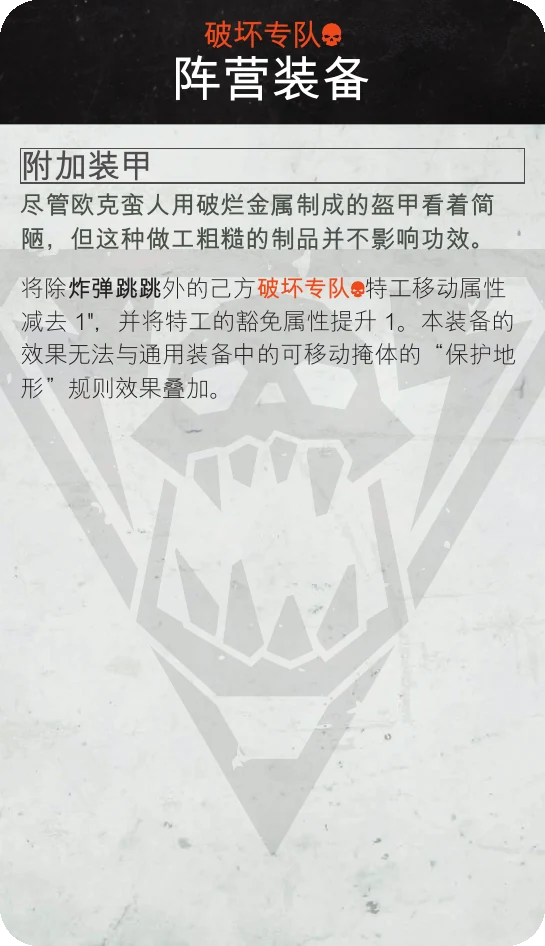 破坏专队
阵营装备
附加装甲
尽管欧克蛮人用破烂金属制成的盔甲看着简
陋，但这种做工粗糙的制品并不影响功效。
将除炸弹跳跳外的己方破坏专队特工移动属性
减去 1"，并将特工的豁免属性提升 1。本装备的
效果无法与通用装备中的可移动掩体的“保护地
形”规则效果叠加。